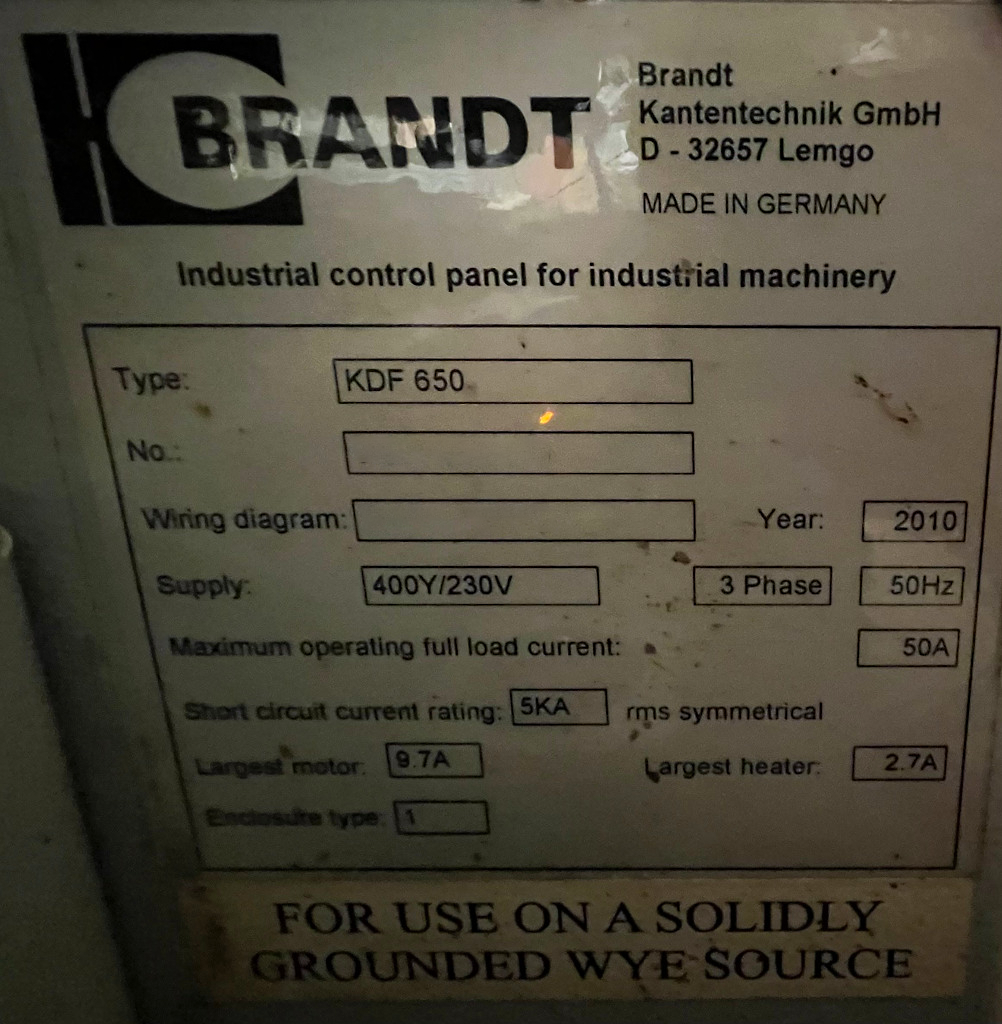 BRANDT
Brandt
Kantentechnik GmbH
D - 32657 Lemgo
MADE IN GERMANY
Industrial control panel for industrial machinery
Type: KDF 650
No.:
Wiring diagram: Year: 2010
Supply: 400Y/230V 3 Phase 50Hz
Maximum operating full load current: 50A
Short circuit current rating: 5KA rms symmetrical
Largest motor: 9.7A Largest heater: 2.7A
Enclosure type: 1
FOR USE ON A SOLIDLY
GROUNDED WYE SOURCE